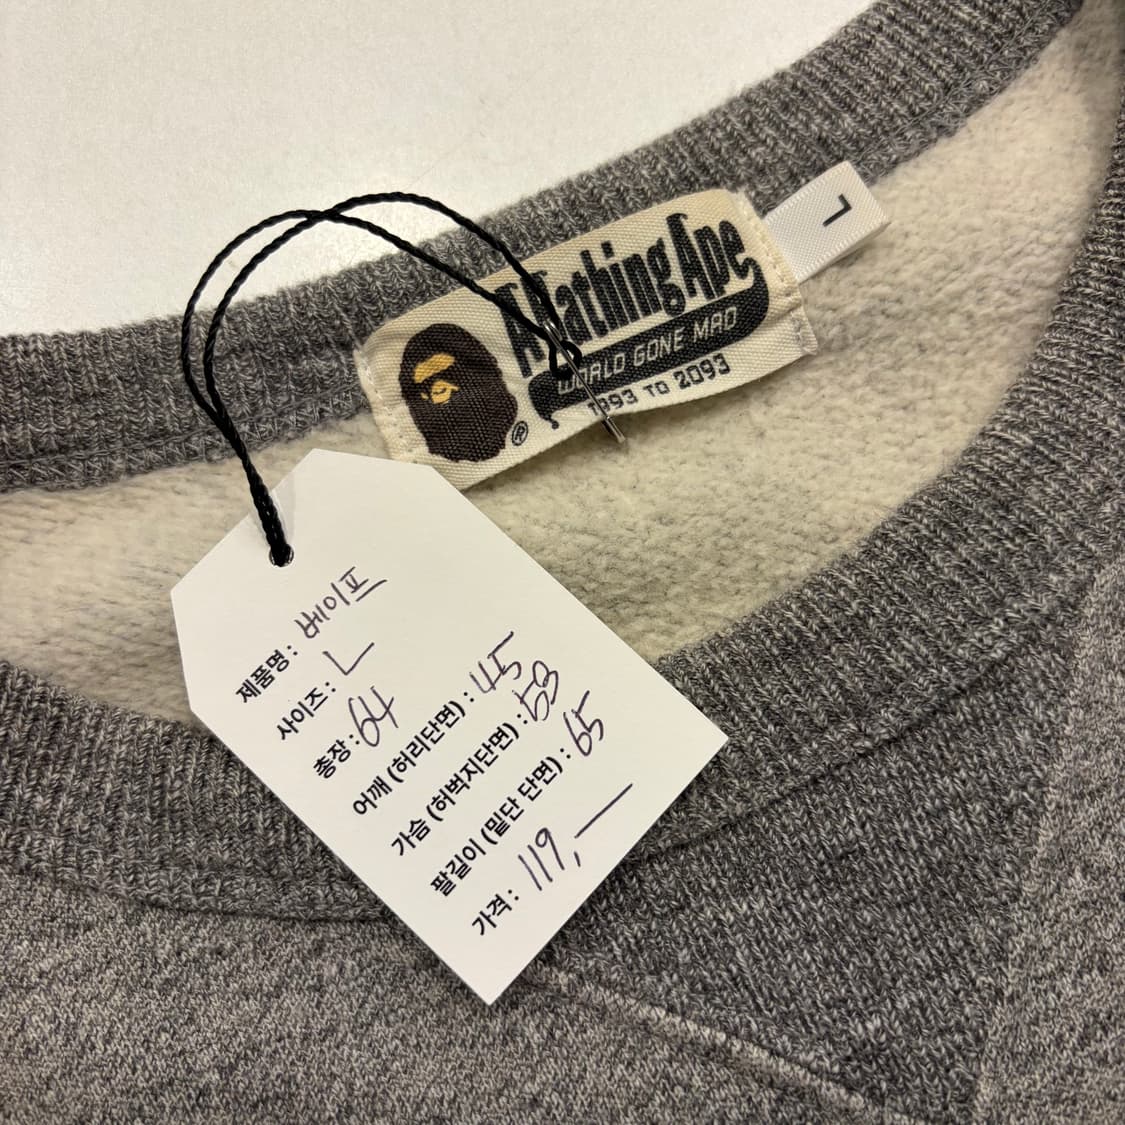 L
A Bathing Ape
WORLD GONE MAD
1993 TO 2093
®
제품명 : 베이프
사이즈 : L
총장 : 64
어깨 (허리단면) : 45
가슴 (허벅지단면) : 53
팔길이 (밑단 단면) : 65
가격 : 119,—